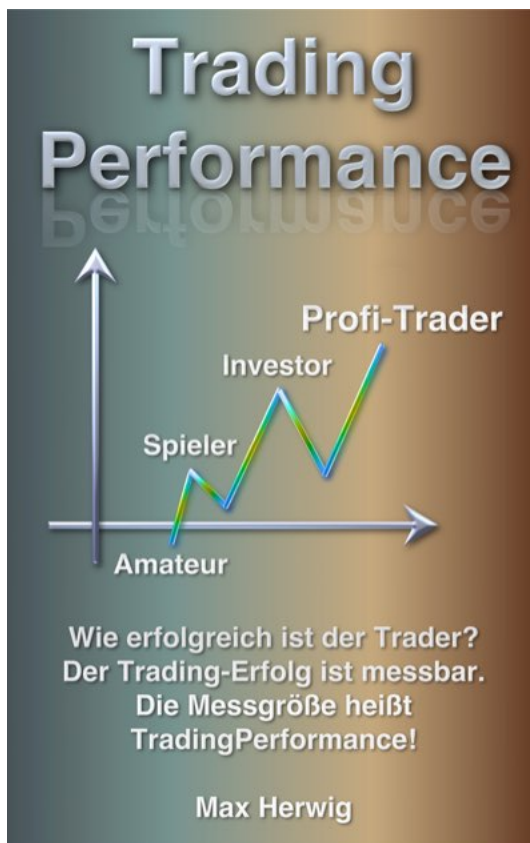 Trading
Performance
Profi-Trader
Investor
Spieler
Amateur
Wie erfolgreich ist der Trader?
Der Trading-Erfolg ist messbar.
Die Messgröße heißt
TradingPerformance!
Max Herwig